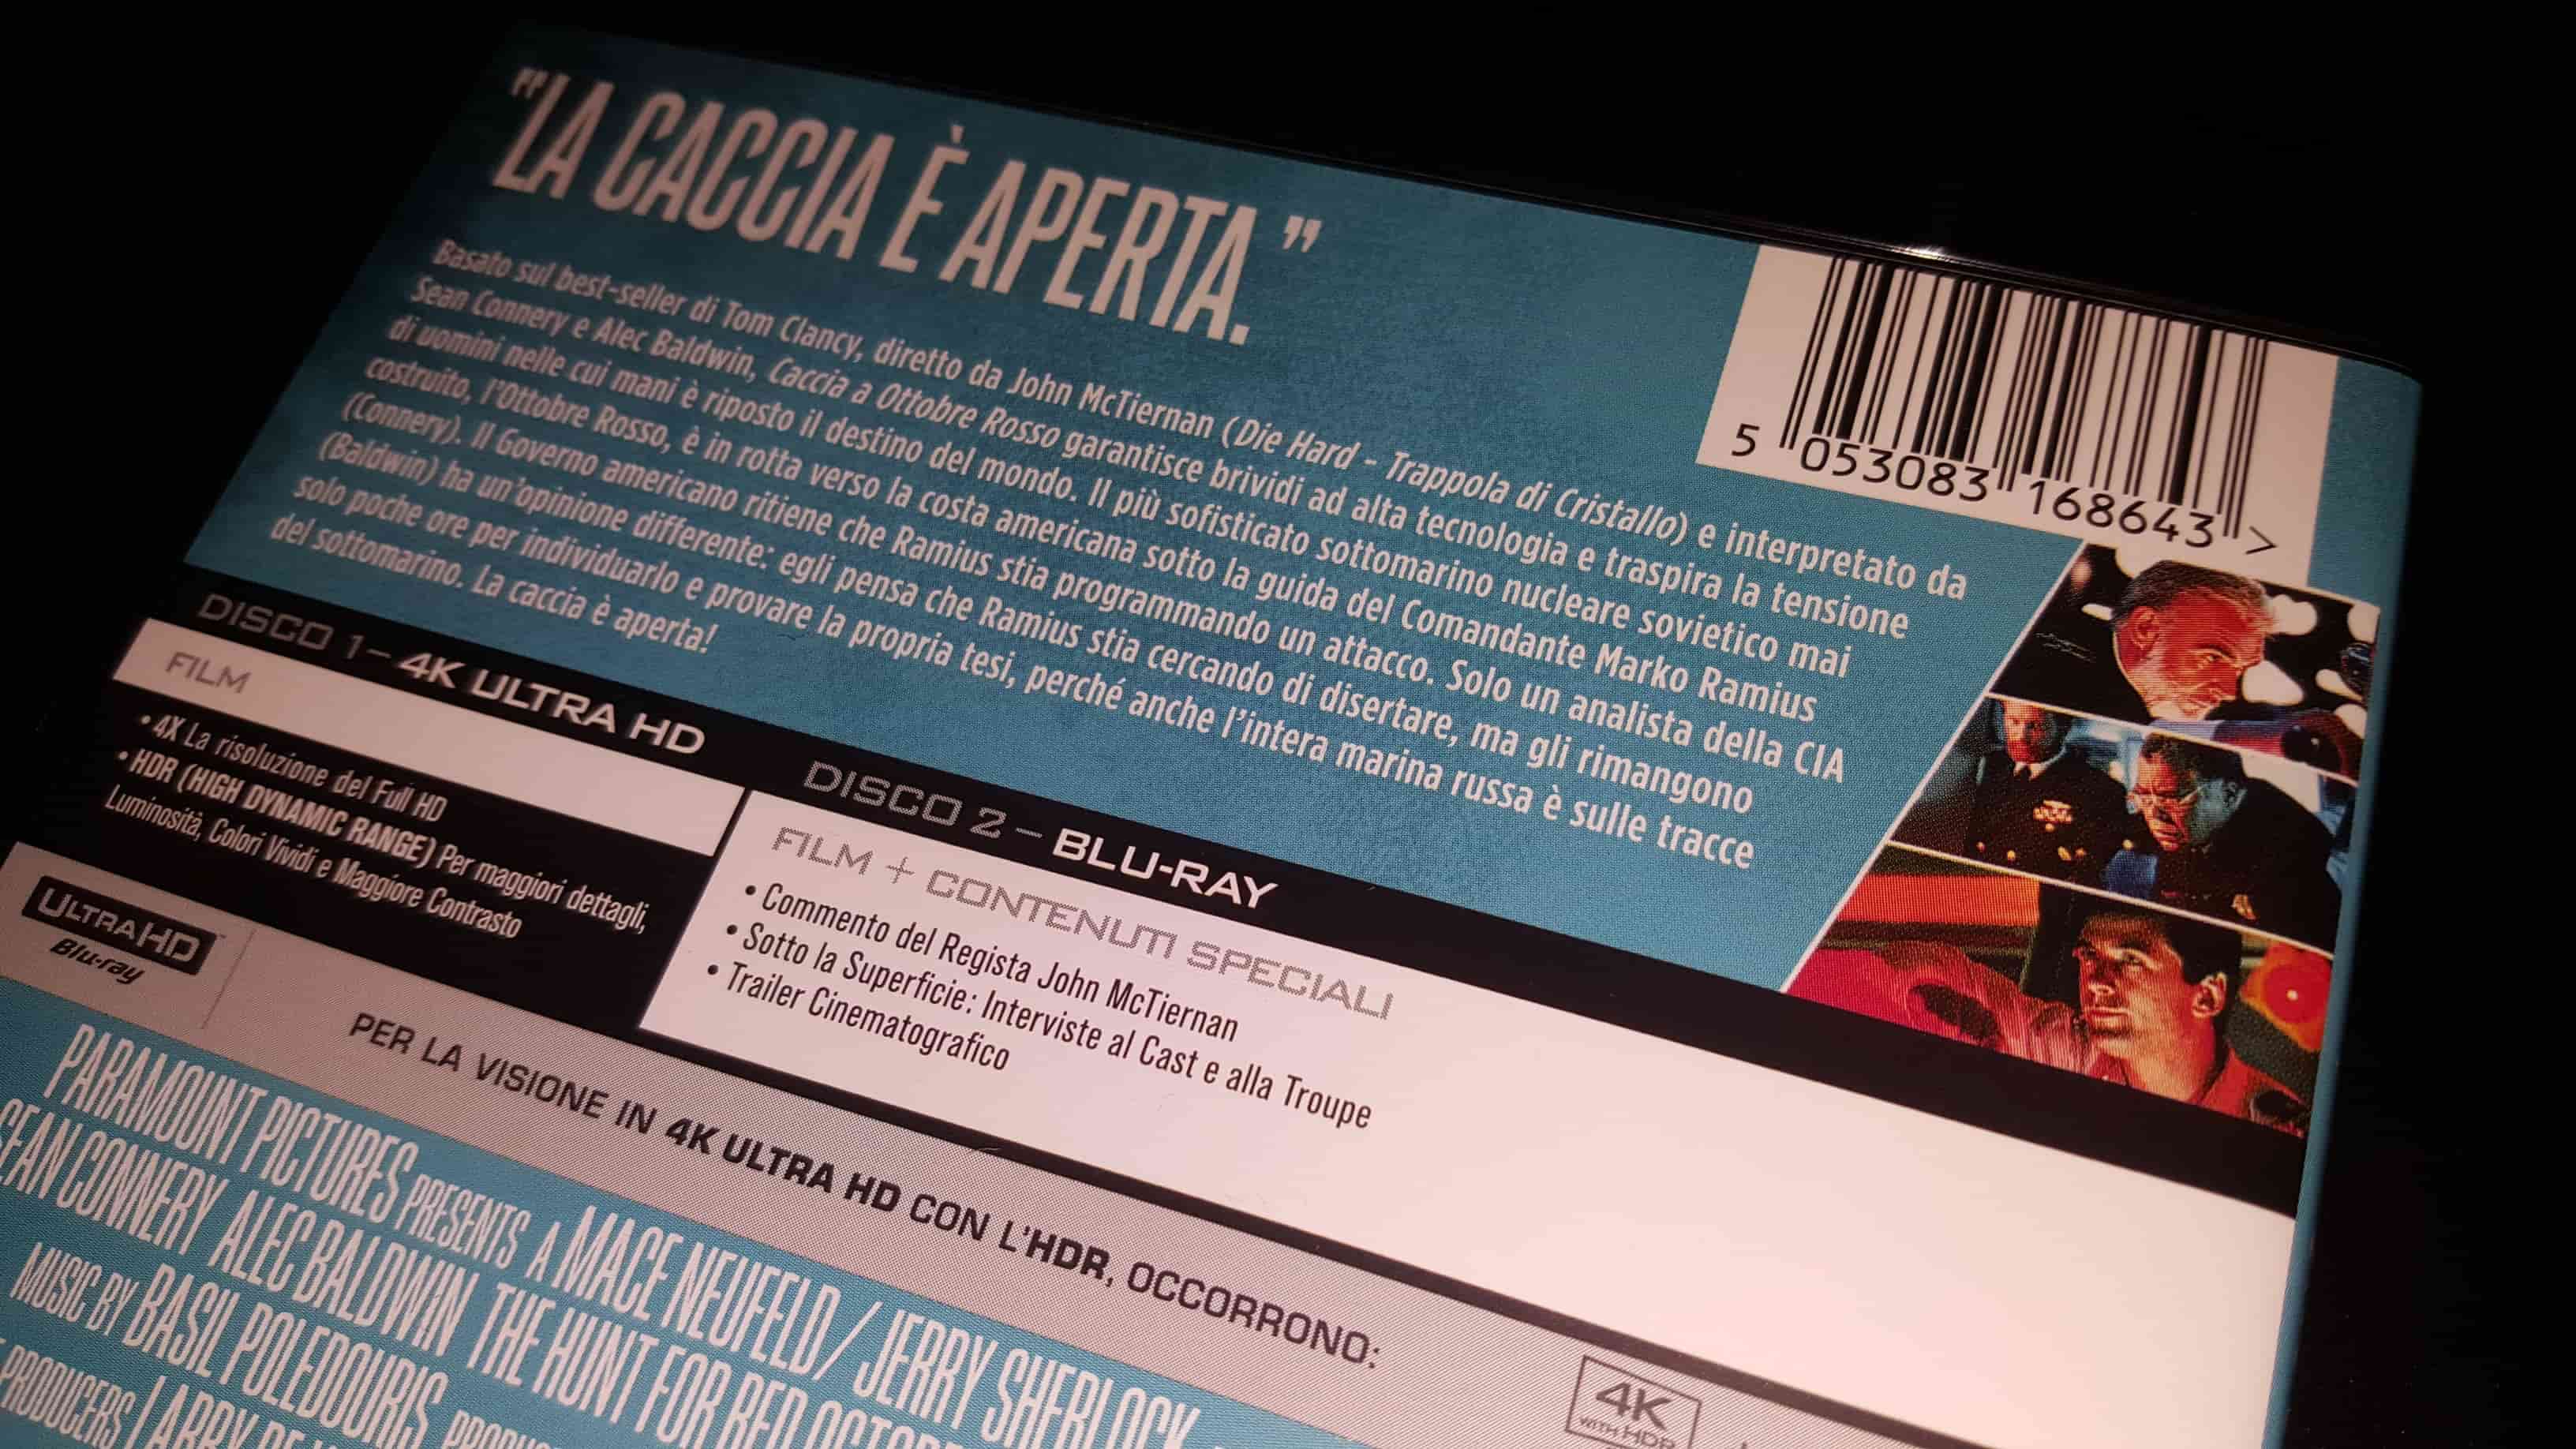 "LA CACCIA È APERTA."
Basato sul best-seller di Tom Clancy, diretto da John McTiernan (Die Hard - Trappola di Cristallo) e interpretato da
Sean Connery e Alec Baldwin, Caccia a Ottobre Rosso garantisce brividi ad alta tecnologia e traspira la tensione
di uomini nelle cui mani è riposto il destino del mondo. Il più sofisticato sottomarino nucleare sovietico mai
costruito, l'Ottobre Rosso, è in rotta verso la costa americana sotto la guida del Comandante Marko Ramius
(Connery). Il Governo americano ritiene che Ramius stia programmando un attacco. Solo un analista della CIA
(Baldwin) ha un'opinione differente: egli pensa che Ramius stia cercando di disertare, ma gli rimangono
solo poche ore per individuarlo e provare la propria tesi, perché anche l'intera marina russa è sulle tracce
del sottomarino. La caccia è aperta!
5 053083 168643 >
DISCO 1 – 4K ULTRA HD
FILM
• 4X La risoluzione del Full HD
• HDR (HIGH DYNAMIC RANGE) Per maggiori dettagli,
Luminosità, Colori Vividi e Maggiore Contrasto
DISCO 2 – BLU-RAY
FILM + CONTENUTI SPECIALI
• Commento del Regista John McTiernan
• Sotto la Superficie: Interviste al Cast e alla Troupe
• Trailer Cinematografico
ULTRA HD
Blu-ray
PER LA VISIONE IN 4K ULTRA HD CON L'HDR, OCCORRONO:
4K
WITH HDR
PARAMOUNT PICTURES PRESENTS A MACE NEUFELD / JERRY SHERLOCK
SEAN CONNERY ALEC BALDWIN THE HUNT FOR RED
MUSIC BY BASIL POLEDOURIS
PRODUCERS